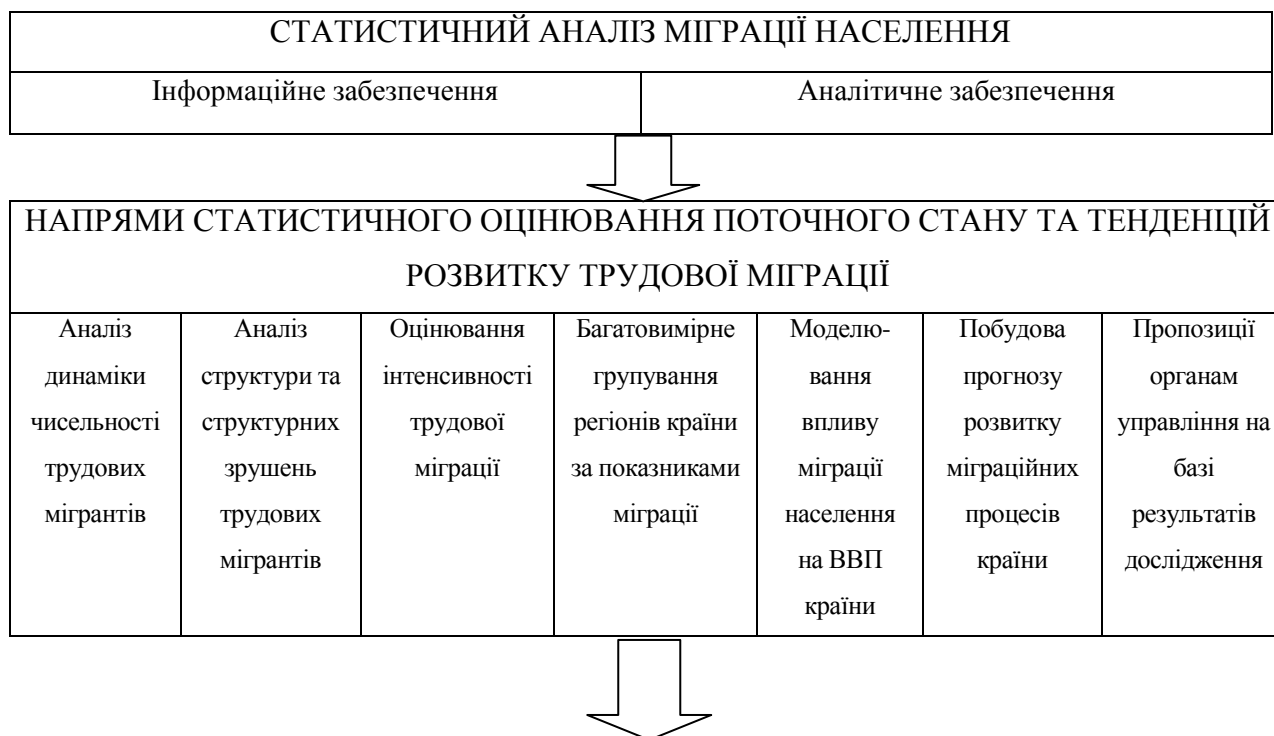 СТАТИСТИЧНИЙ АНАЛІЗ МІГРАЦІЇ НАСЕЛЕННЯ
Інформаційне забезпечення
Аналітичне забезпечення
НАПРЯМИ СТАТИСТИЧНОГО ОЦІНЮВАННЯ ПОТОЧНОГО СТАНУ ТА ТЕНДЕНЦІЙ
РОЗВИТКУ ТРУДОВОЇ МІГРАЦІЇ
Аналіз
динаміки
чисельності
трудових
мігрантів
Аналіз
структури та
структурних
зрушень
трудових
мігрантів
Оцінювання
інтенсивності
трудової
міграції
Багатовимірне
групування
регіонів країни
за показниками
міграції
Моделю-
вання
впливу
міграції
населення
на ВВП
країни
Побудова
прогнозу
розвитку
міграційних
процесів
країни
Пропозиції
органам
управління на
базі
результатів
дослідження